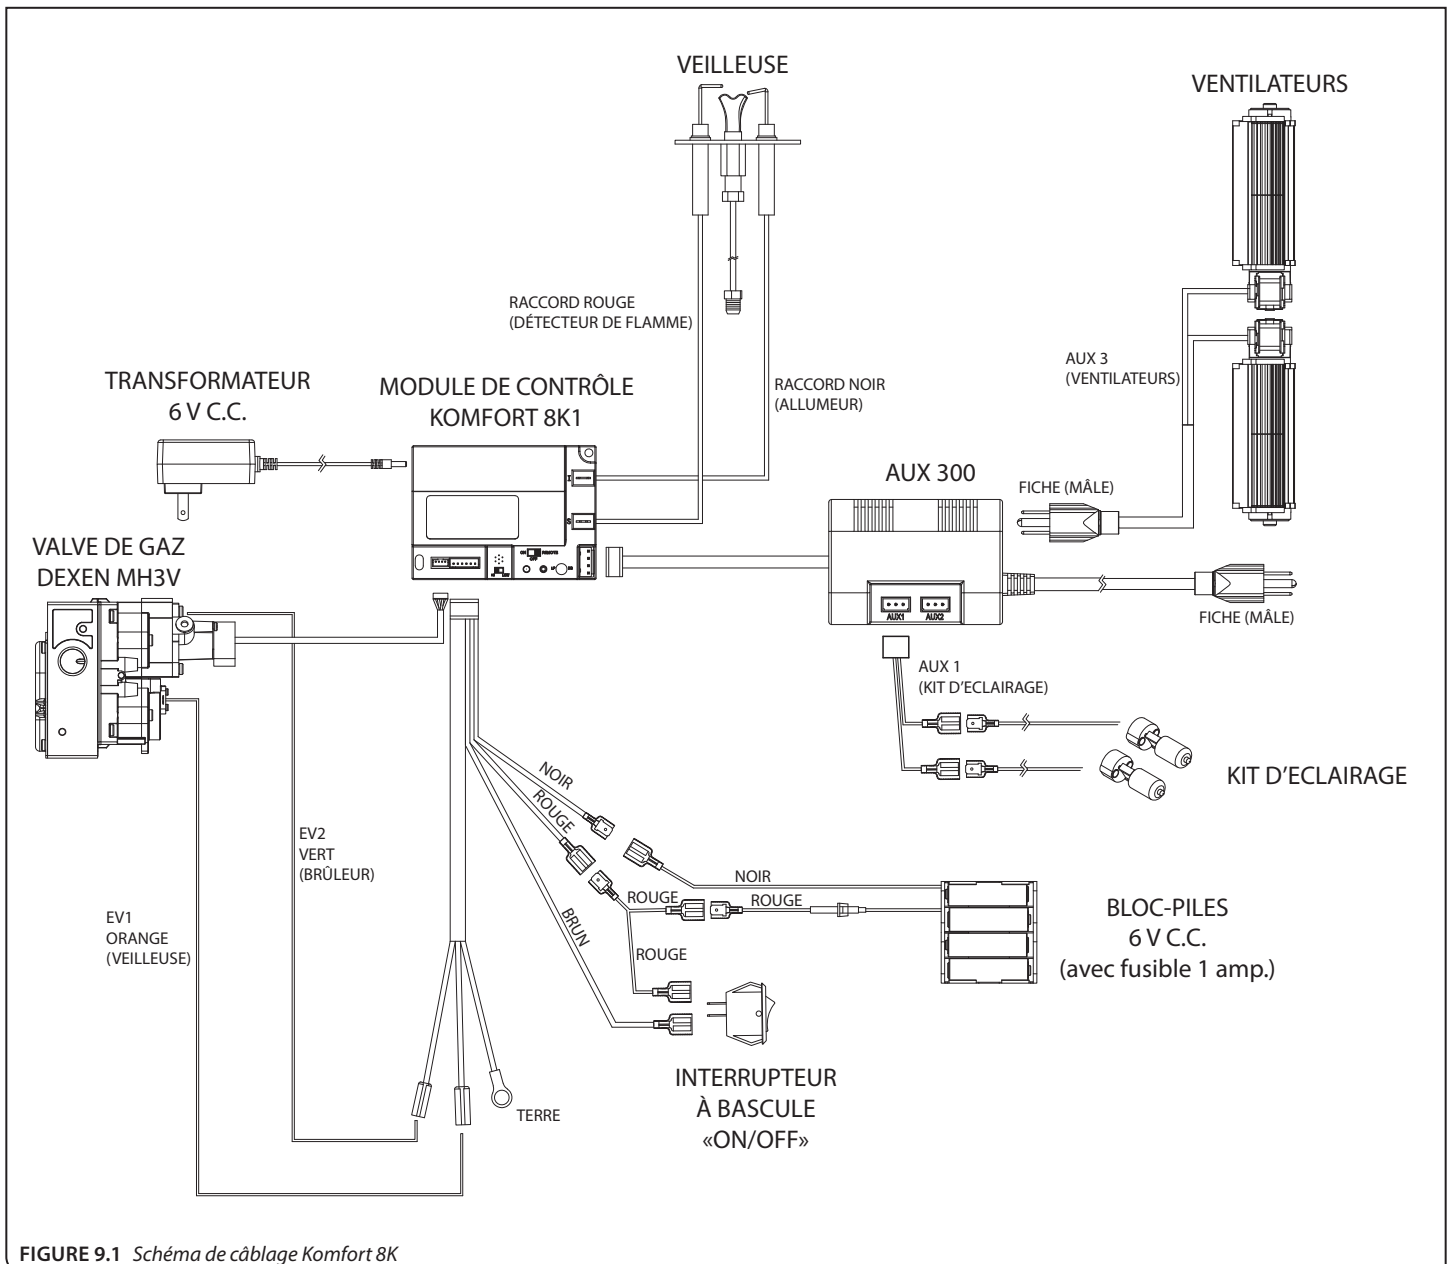 VEILLEUSE
VENTILATEURS
RACCORD ROUGE
(DÉTECTEUR DE FLAMME)
RACCORD NOIR
(ALLUMEUR)
AUX 3
(VENTILATEURS)
TRANSFORMATEUR
6 V C.C.
MODULE DE CONTRÔLE
KOMFORT 8K1
I
S
ON
OFF
REMOTE
AUX 300
FICHE (MÂLE)
FICHE (MÂLE)
VALVE DE GAZ
DEXEN MH3V
AUX1
AUX2
AUX 1
(KIT D'ECLAIRAGE)
KIT D'ECLAIRAGE
NOIR
ROUGE
BRUN
EV2
VERT
(BRÛLEUR)
EV1
ORANGE
(VEILLEUSE)
NOIR
ROUGE
ROUGE
ROUGE
BLOC-PILES
6 V C.C.
(avec fusible 1 amp.)
INTERRUPTEUR
À BASCULE
«ON/OFF»
TERRE
FIGURE 9.1 Schéma de câblage Komfort 8K